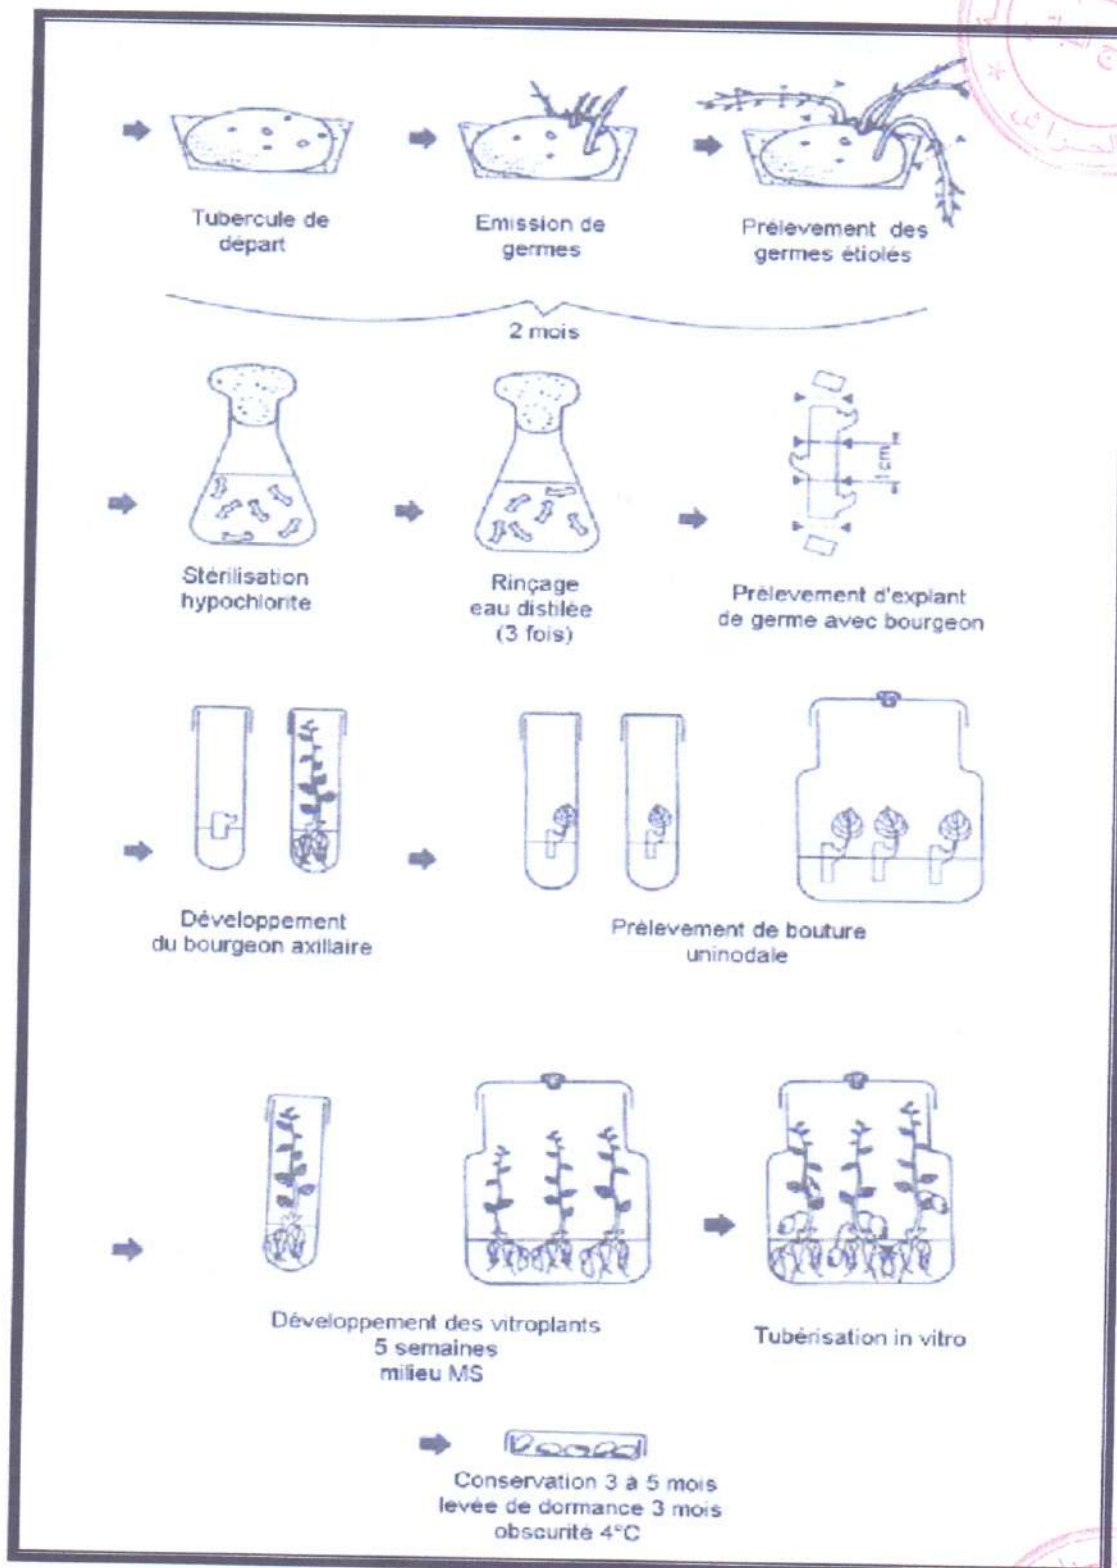 Tubercule de
départ
Emission de
germes
Prélèvement des
germes étiolés
2 mois
Stérilisation
hypochlorite
Rinçage
eau distilée
(3 fois)
1cm
Prélevement d'explant
de germe avec bourgeon
Développement
du bourgeon axillaire
Prélevement de bouture
uninodale
Développement des vitroplants
5 semaines
milieu MS
Tubérisation in vitro
Conservation 3 à 5 mois
levée de dormance 3 mois
obscurité 4°C